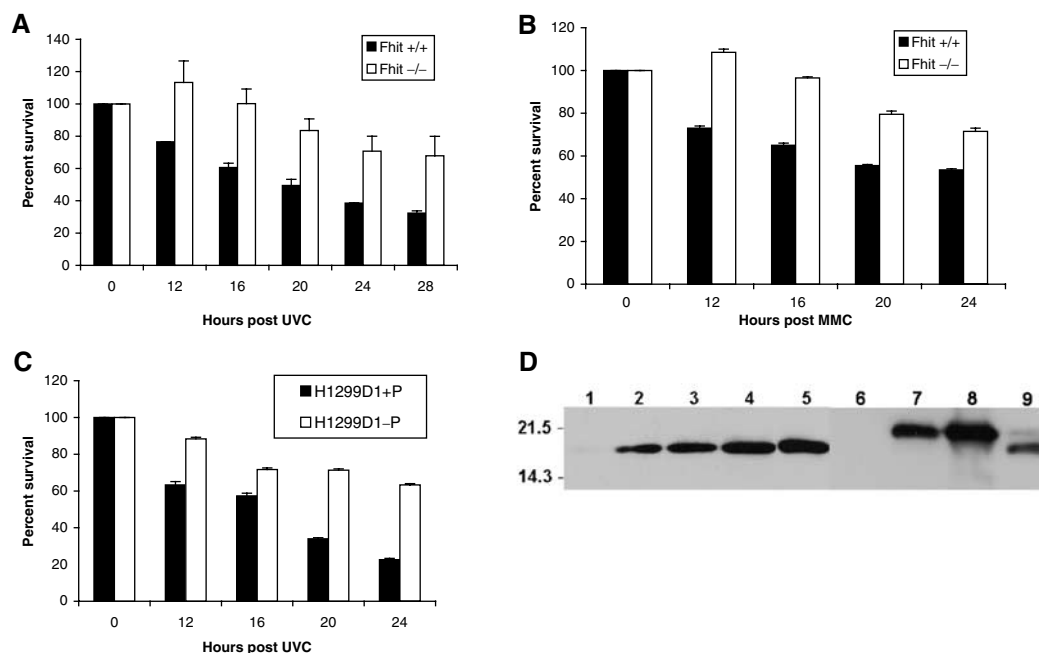 A
Fhit +/+
Fhit –/–
Percent survival
140
120
100
80
60
40
20
0
0 12 16 20 24 28
Hours post UVC
B
Fhit +/+
Fhit –/–
Percent survival
120
100
80
60
40
20
0
0 12 16 20 24
Hours post MMC
C
H1299D1+P
H1299D1–P
Percent survival
120
100
80
60
40
20
0
0 12 16 20 24
Hours post UVC
D
1 2 3 4 5 6 7 8 9
21.5 -
14.3 -